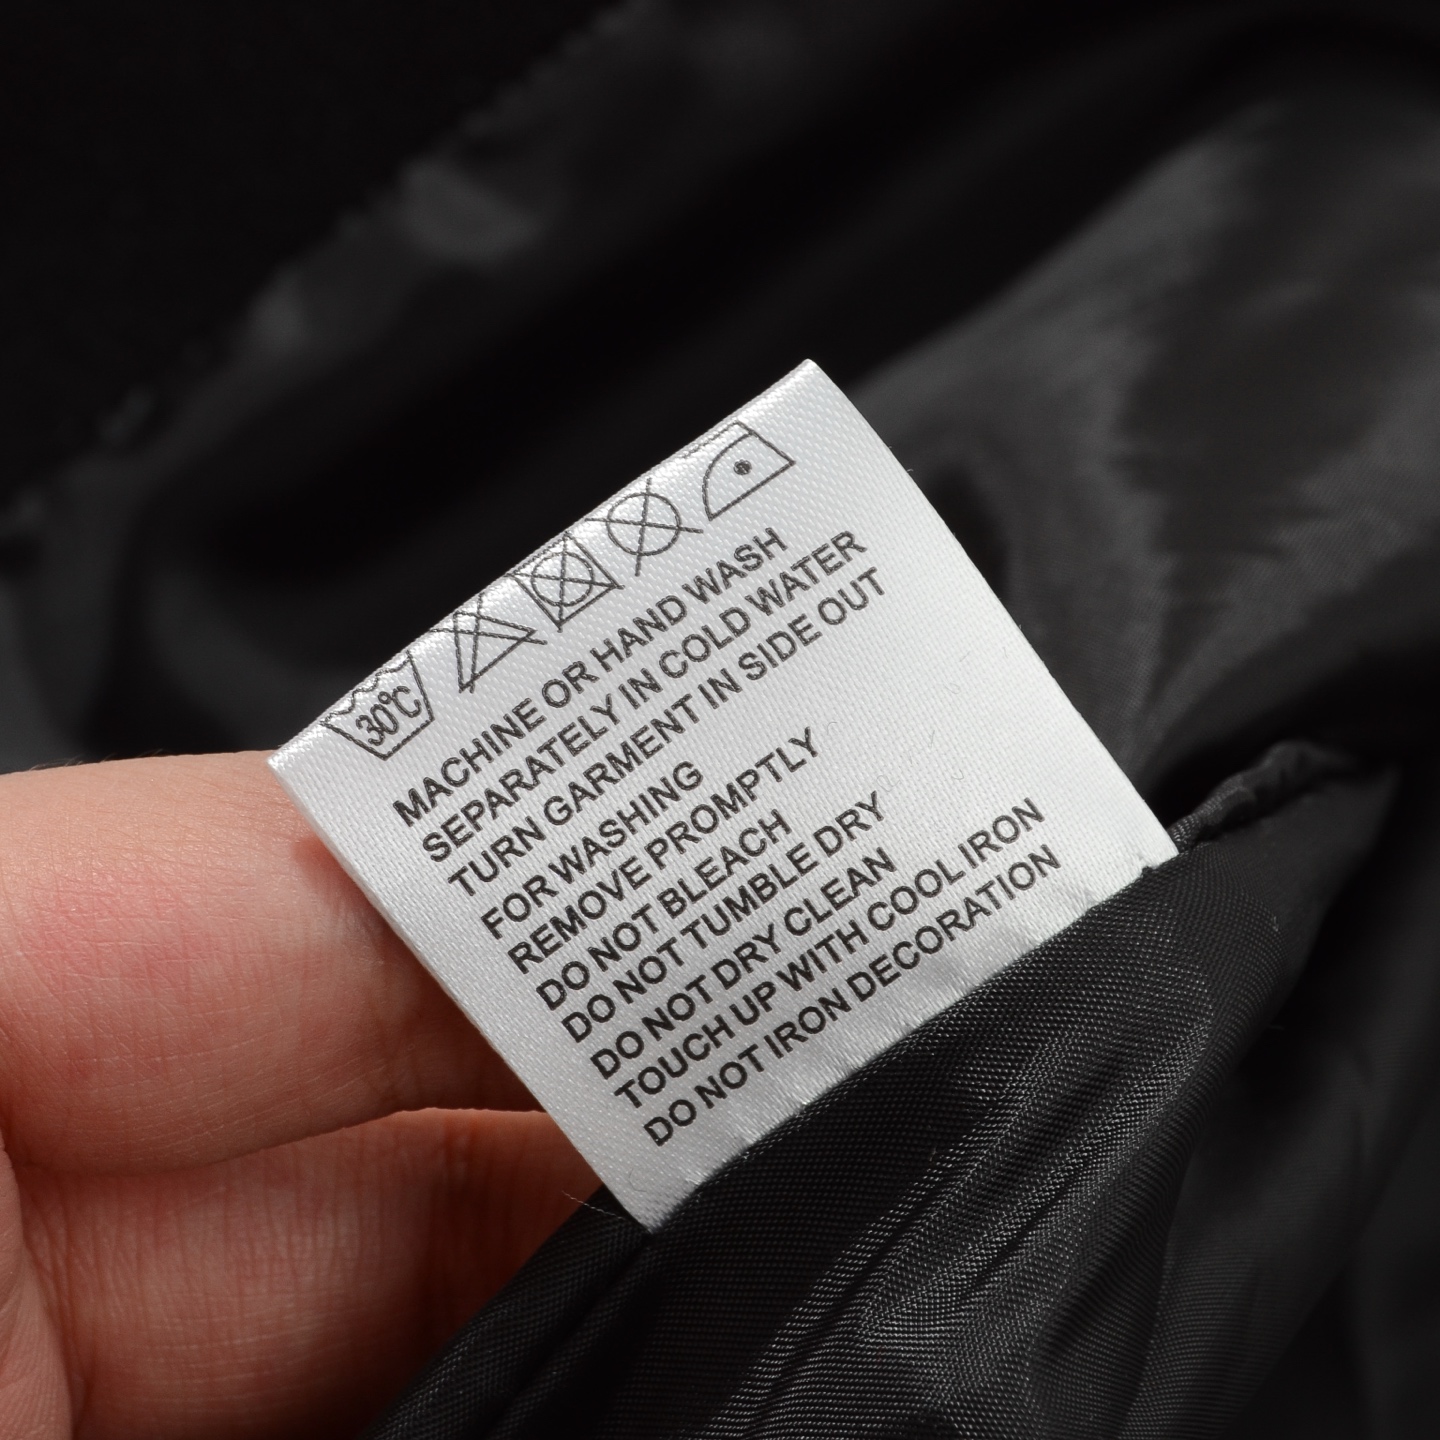 30°C
MACHINE OR HAND WASH
SEPARATELY IN COLD WATER
TURN GARMENT IN SIDE OUT
FOR WASHING
REMOVE PROMPTLY
DO NOT BLEACH
DO NOT TUMBLE DRY
DO NOT DRY CLEAN
TOUCH UP WITH COOL IRON
DO NOT IRON DECORATION